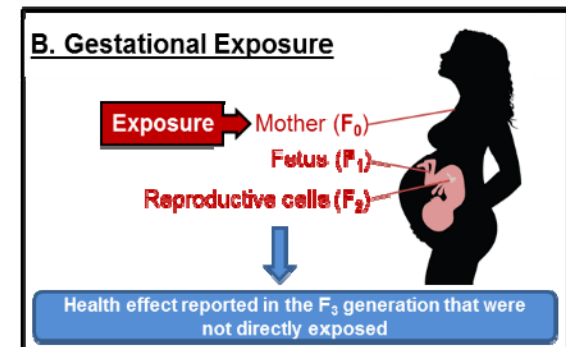 B. Gestational Exposure
Exposure
Mother (F₀)
Fetus (F₁)
Reproductive cells (F₂)
Health effect reported in the F₃ generation that were
not directly exposed